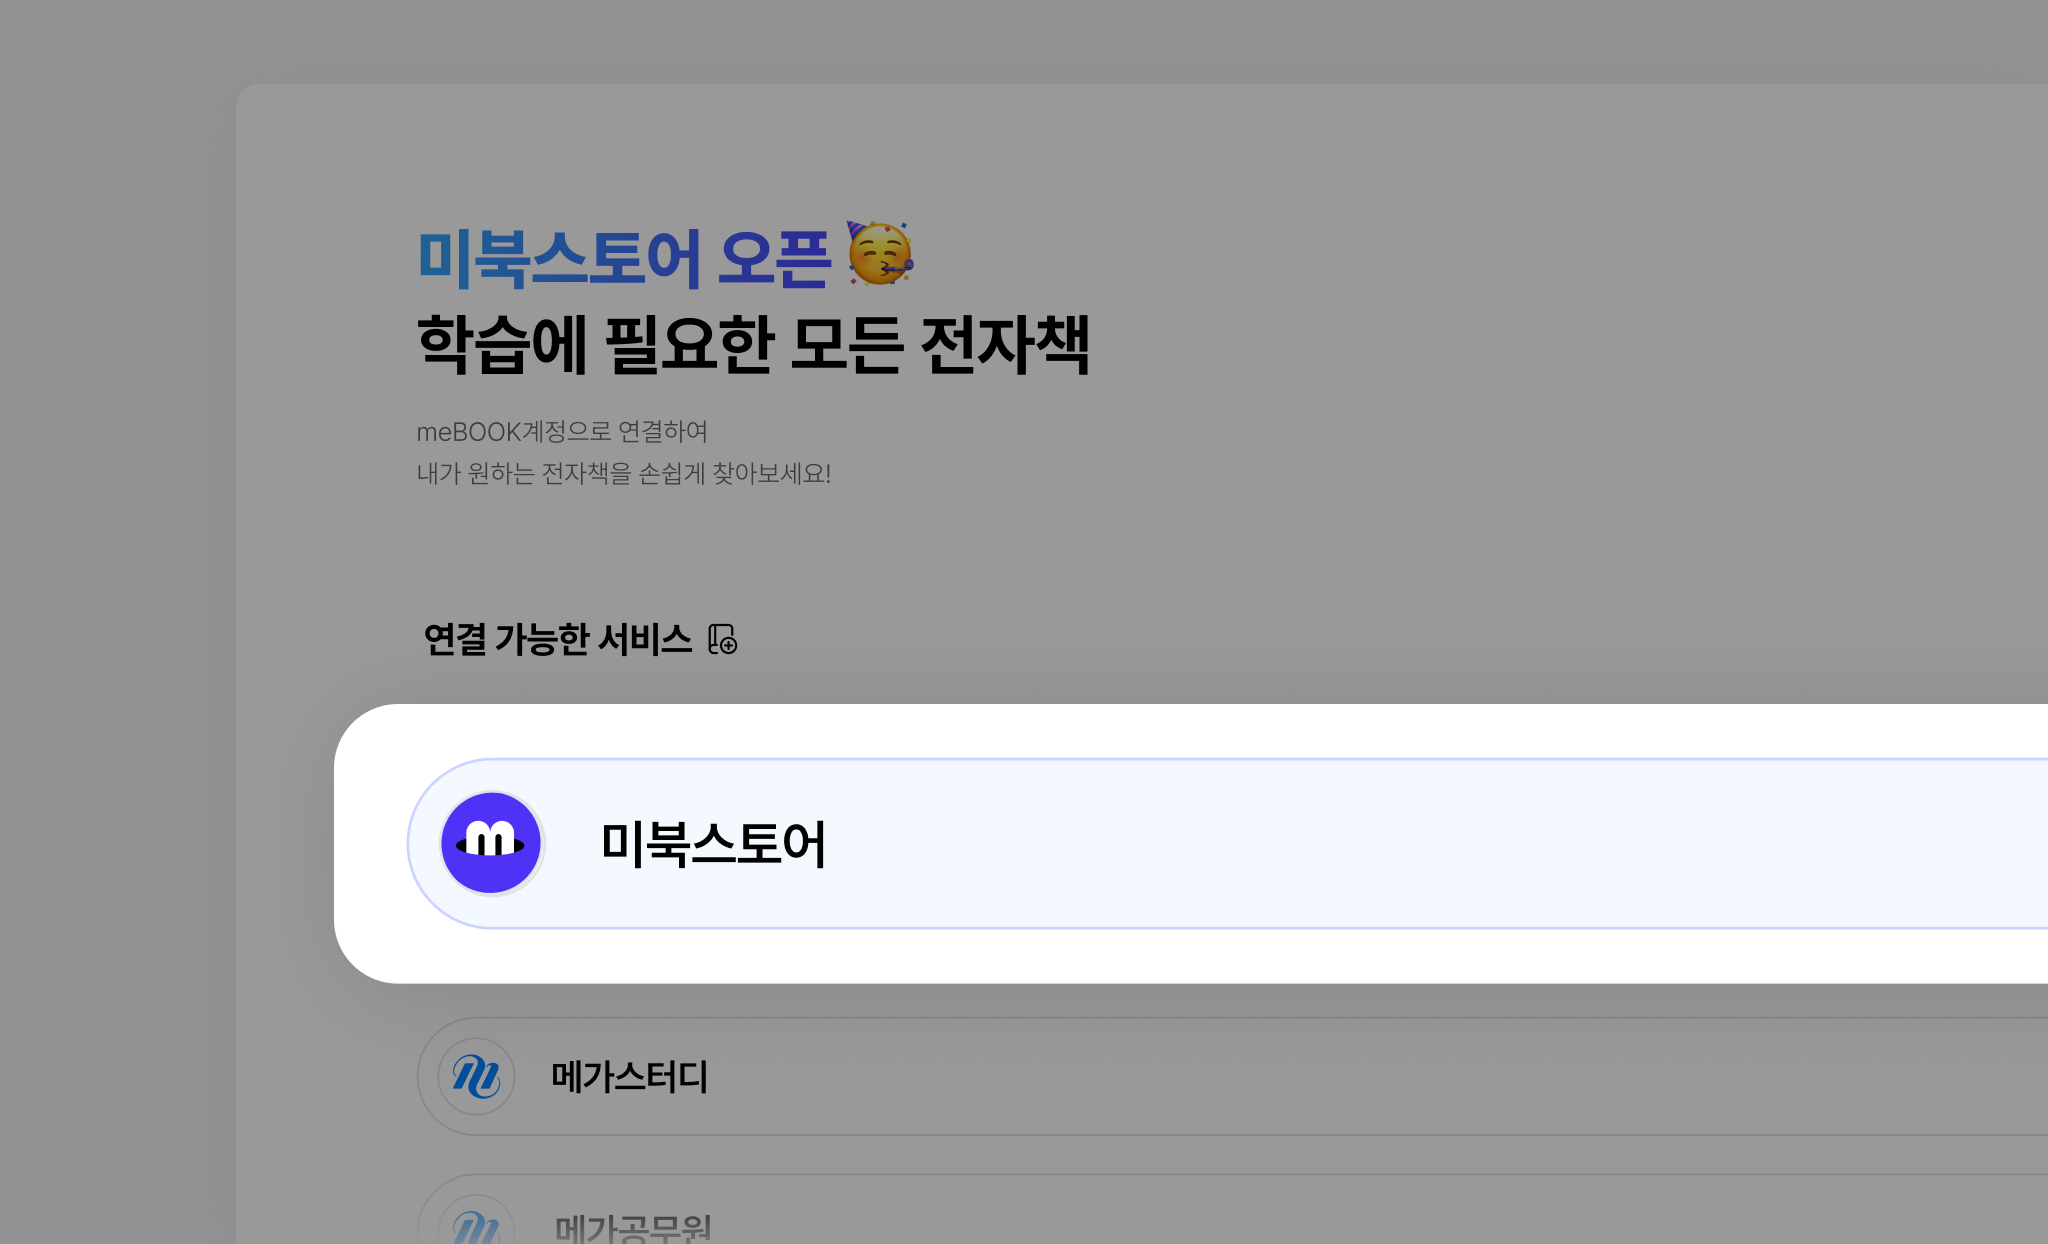 미북스토어 오픈 🥳
학습에 필요한 모든 전자책
meBOOK계정으로 연결하여
내가 원하는 전자책을 손쉽게 찾아보세요!
연결 가능한 서비스
미북스토어
메가스터디
메가공무원